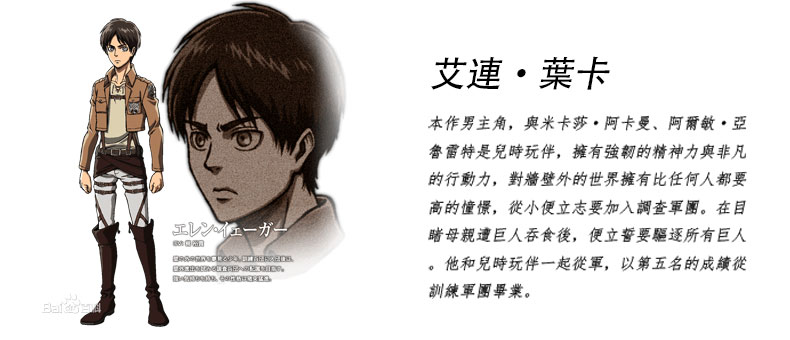 艾連・葉卡
本作男主角，與米卡莎・阿卡曼、阿爾敏・亞
魯雷特是兒時玩伴，擁有強韌的精神力與非凡
的行動力，對牆壁外的世界擁有比任何人都要
高的憧憬，從小便立志要加入調查軍團。在目
睹母親遭巨人吞食後，便立誓要驅逐所有巨人
。他和兒時玩伴一起從軍，以第五名的成績從
訓練軍團畢業。
エレン・イェーガー
Bai百科